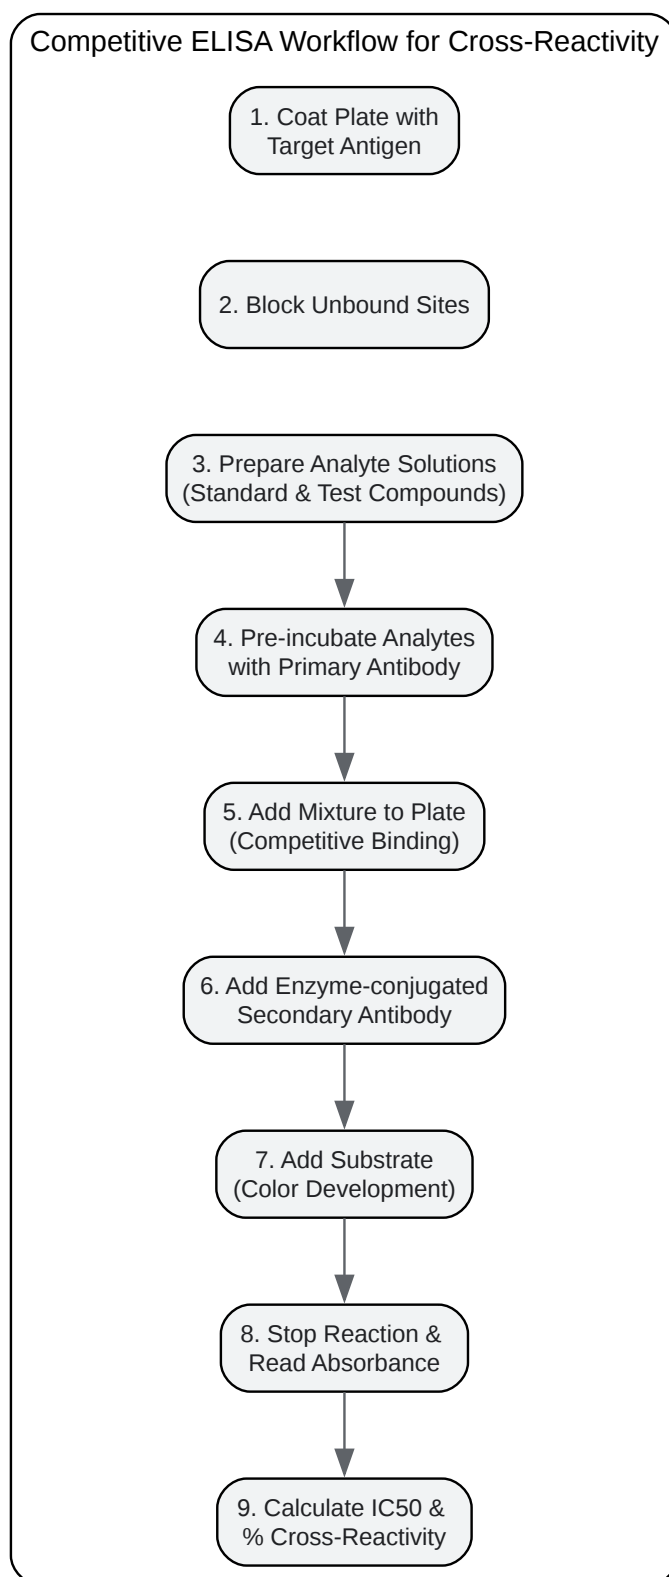 Competitive ELISA Workflow for Cross-Reactivity
1. Coat Plate with
Target Antigen
2. Block Unbound Sites
3. Prepare Analyte Solutions
(Standard & Test Compounds)
4. Pre-incubate Analytes
with Primary Antibody
5. Add Mixture to Plate
(Competitive Binding)
6. Add Enzyme-conjugated
Secondary Antibody
7. Add Substrate
(Color Development)
8. Stop Reaction &
Read Absorbance
9. Calculate IC50 &
% Cross-Reactivity